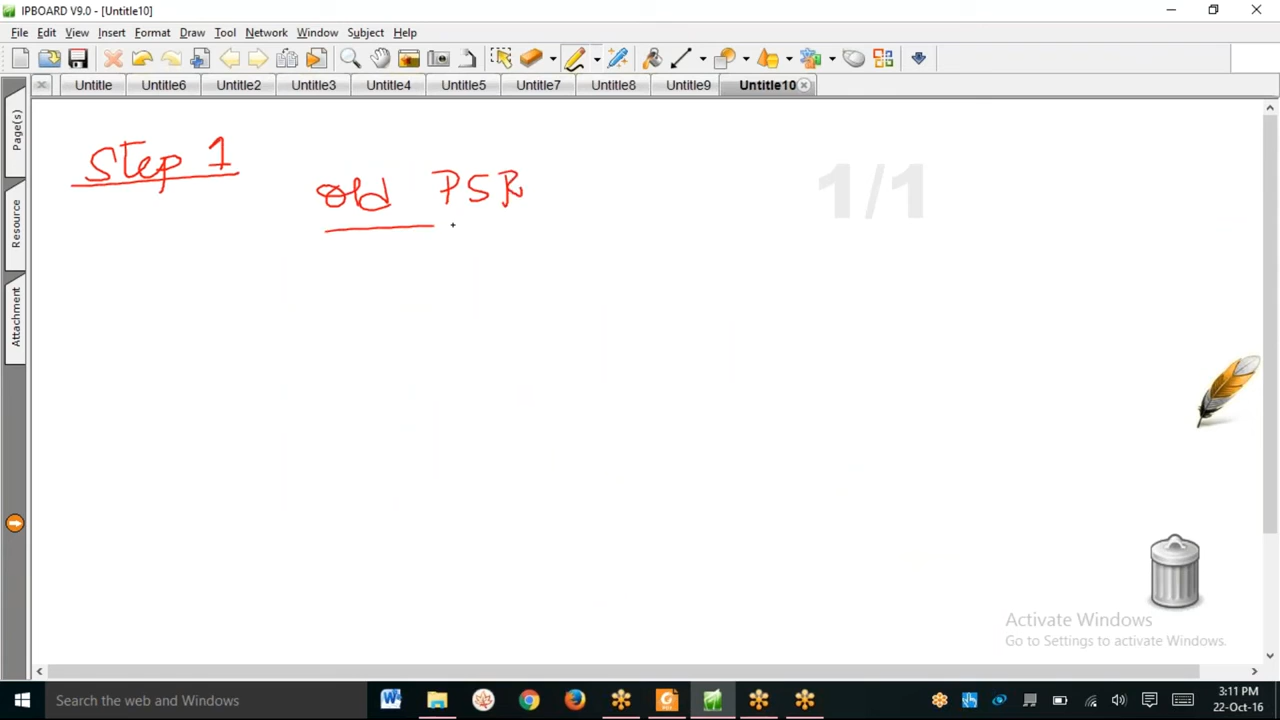 IPBOARD V9.0 - [Untitle10]
File Edit View Insert Format Draw Tool Network Window Subject Help
Untitle Untitle6 Untitle2 Untitle3 Untitle4 Untitle5 Untitle7 Untitle8 Untitle9 Untitle10
Page(s)
Resource
Attachment
Step 1
old PSR
1/1
Activate Windows
Go to Settings to activate Windows.
Search the web and Windows
3:11 PM
22-Oct-16